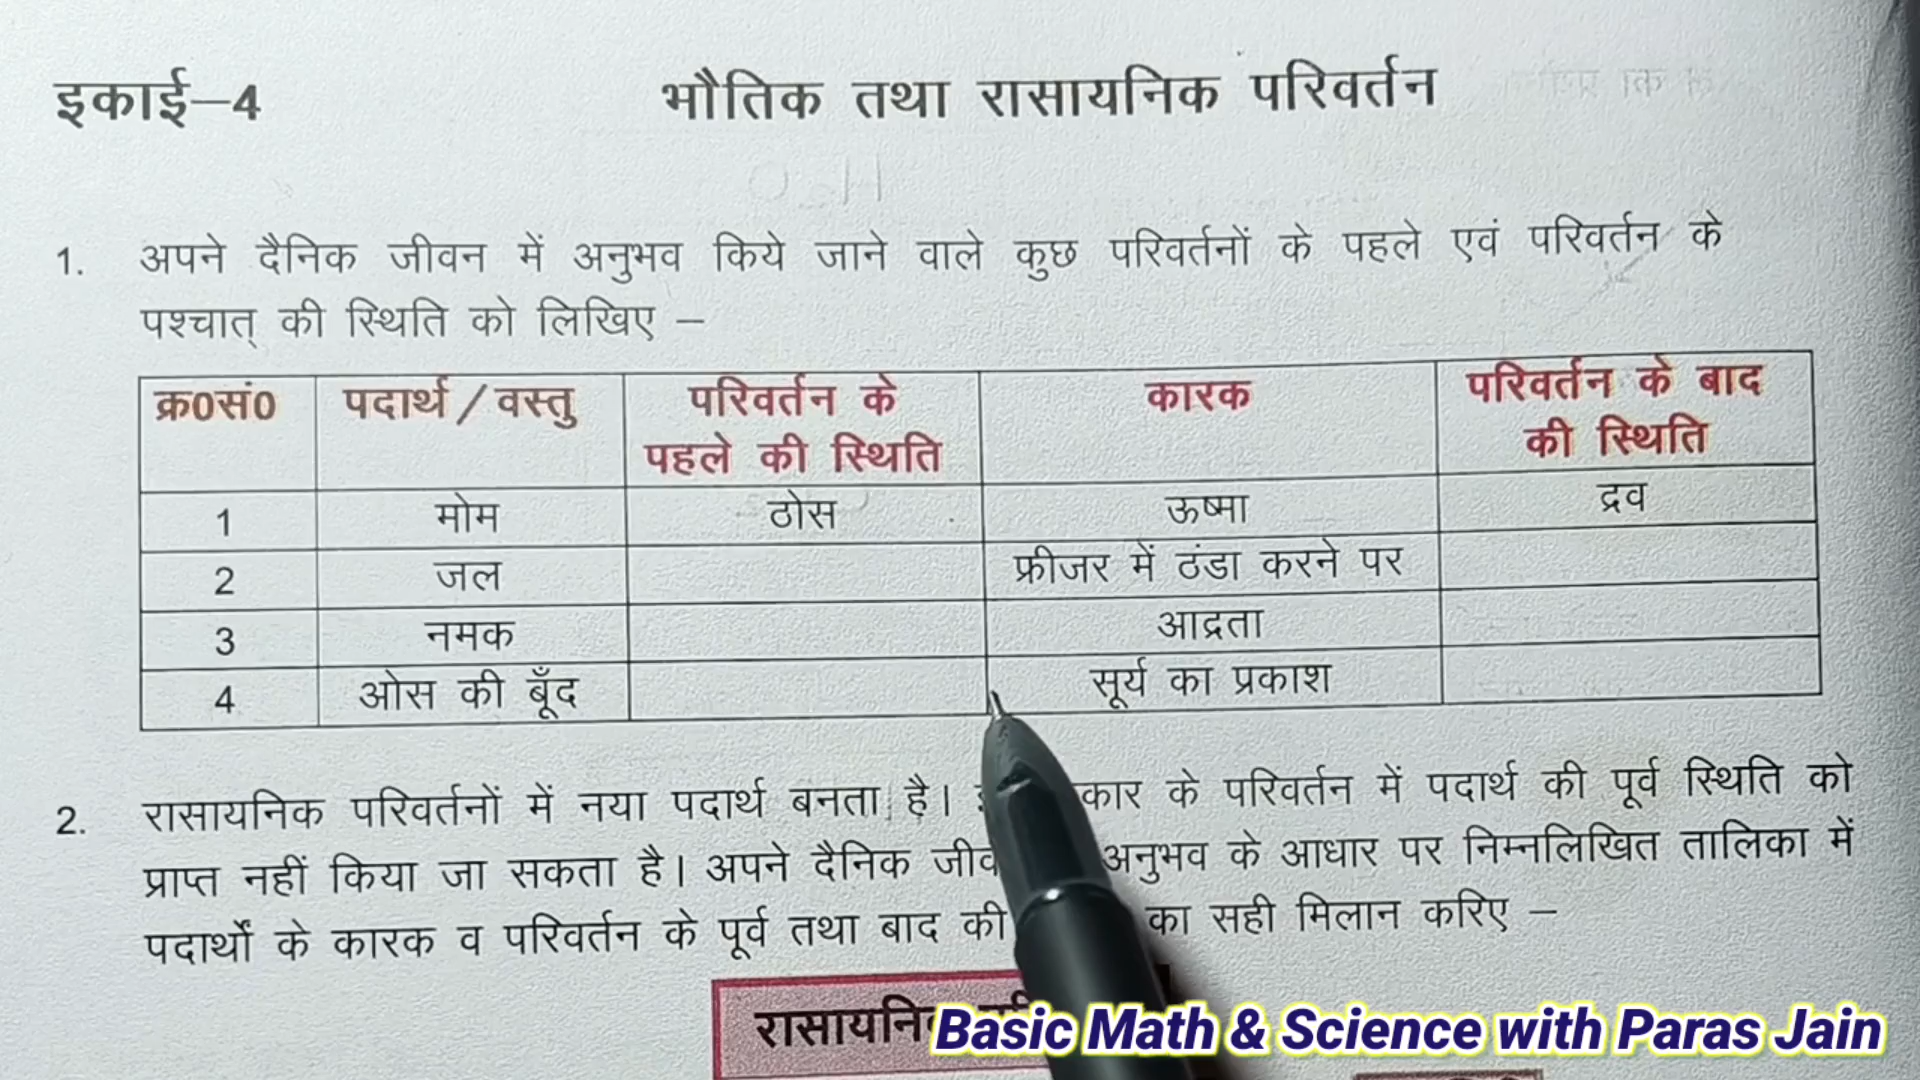 इकाई–4 भौतिक तथा रासायनिक परिवर्तन
1. अपने दैनिक जीवन में अनुभव किये जाने वाले कुछ परिवर्तनों के पहले एवं परिवर्तन के
पश्चात् की स्थिति को लिखिए –
क्र0सं0 पदार्थ/वस्तु परिवर्तन के पहले की स्थिति कारक परिवर्तन के बाद की स्थिति
1 मोम ठोस ऊष्मा द्रव
2 जल फ्रीजर में ठंडा करने पर
3 नमक आद्रता
4 ओस की बूँद सूर्य का प्रकाश
2. रासायनिक परिवर्तनों में नया पदार्थ बनता है। के परिवर्तन में पदार्थ की पूर्व स्थिति को
प्राप्त नहीं किया जा सकता है। अपने दैनिक अनुभव के आधार पर निम्नलिखित तालिका में
पदार्थों के कारक व परिवर्तन के पूर्व तथा बाद की का सही मिलान करिए –
Basic Math & Science with Paras Jain